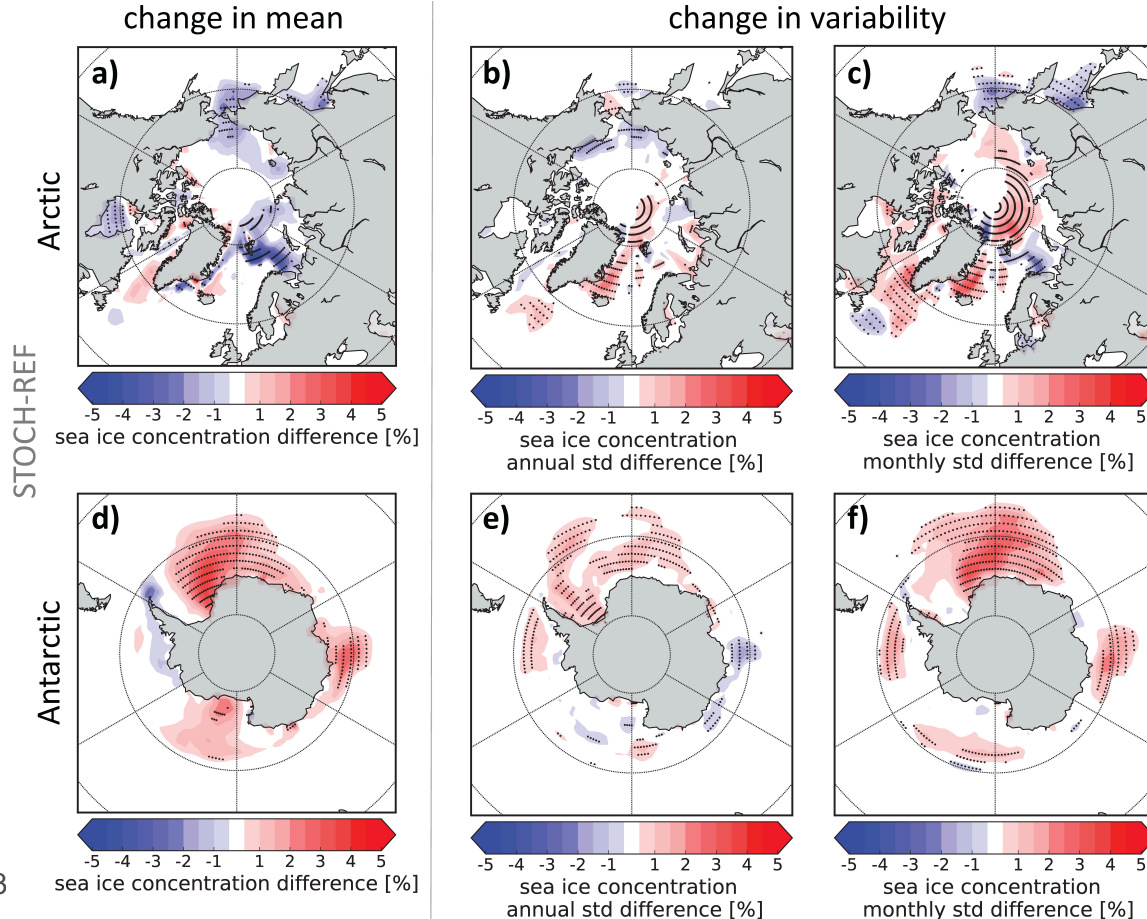 change in mean
change in variability
a)
b)
c)
Arctic
-5 -4 -3 -2 -1 1 2 3 4 5
sea ice concentration difference [%]
-5 -4 -3 -2 -1 1 2 3 4 5
sea ice concentration
annual std difference [%]
-5 -4 -3 -2 -1 1 2 3 4 5
sea ice concentration
monthly std difference [%]
STOCH-REF
d)
e)
f)
Antarctic
-5 -4 -3 -2 -1 1 2 3 4 5
sea ice concentration difference [%]
-5 -4 -3 -2 -1 1 2 3 4 5
sea ice concentration
annual std difference [%]
-5 -4 -3 -2 -1 1 2 3 4 5
sea ice concentration
monthly std difference [%]